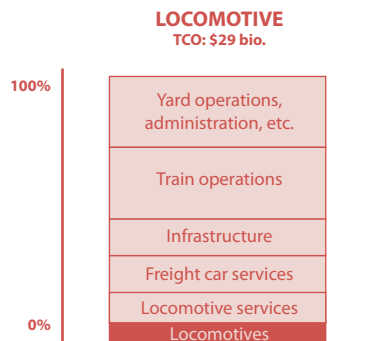 LOCOMOTIVE
TCO: $29 bio.
100%
Yard operations,
administration, etc.
Train operations
Infrastructure
Freight car services
Locomotive services
0%
Locomotives